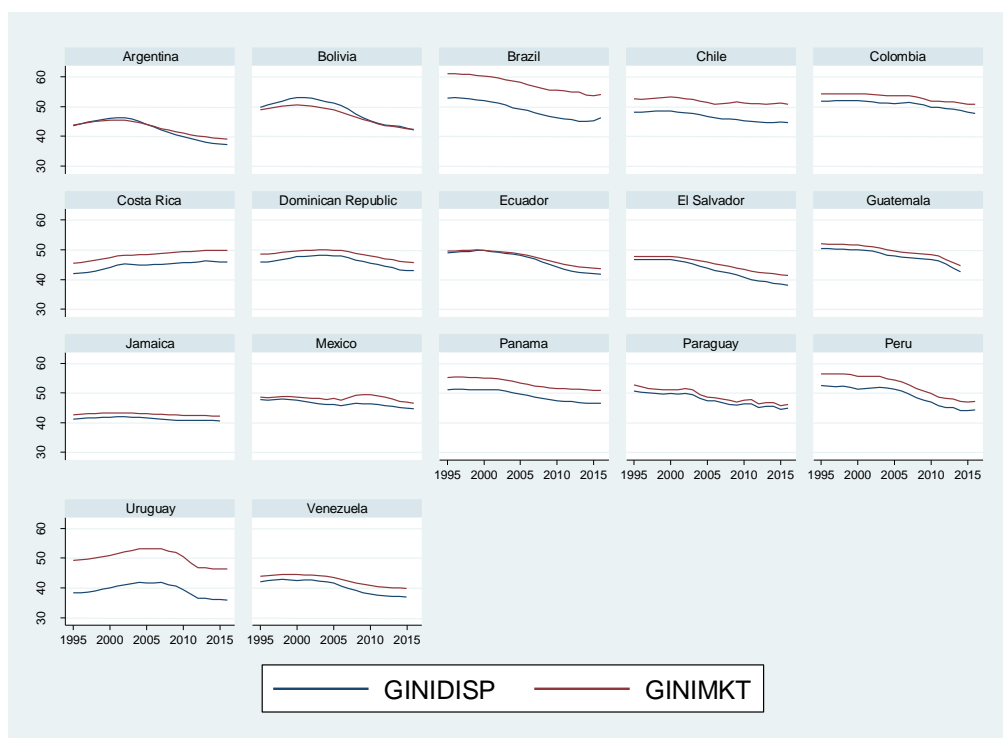 Argentina Bolivia Brazil Chile Colombia
60
50
40
30
Costa Rica Dominican Republic Ecuador El Salvador Guatemala
60
50
40
30
Jamaica Mexico Panama Paraguay Peru
60
50
40
30
1995 2000 2005 2010 2015 1995 2000 2005 2010 2015 1995 2000 2005 2010 2015
Uruguay Venezuela
60
50
40
30
1995 2000 2005 2010 2015 1995 2000 2005 2010 2015
GINIDISP GINIMKT